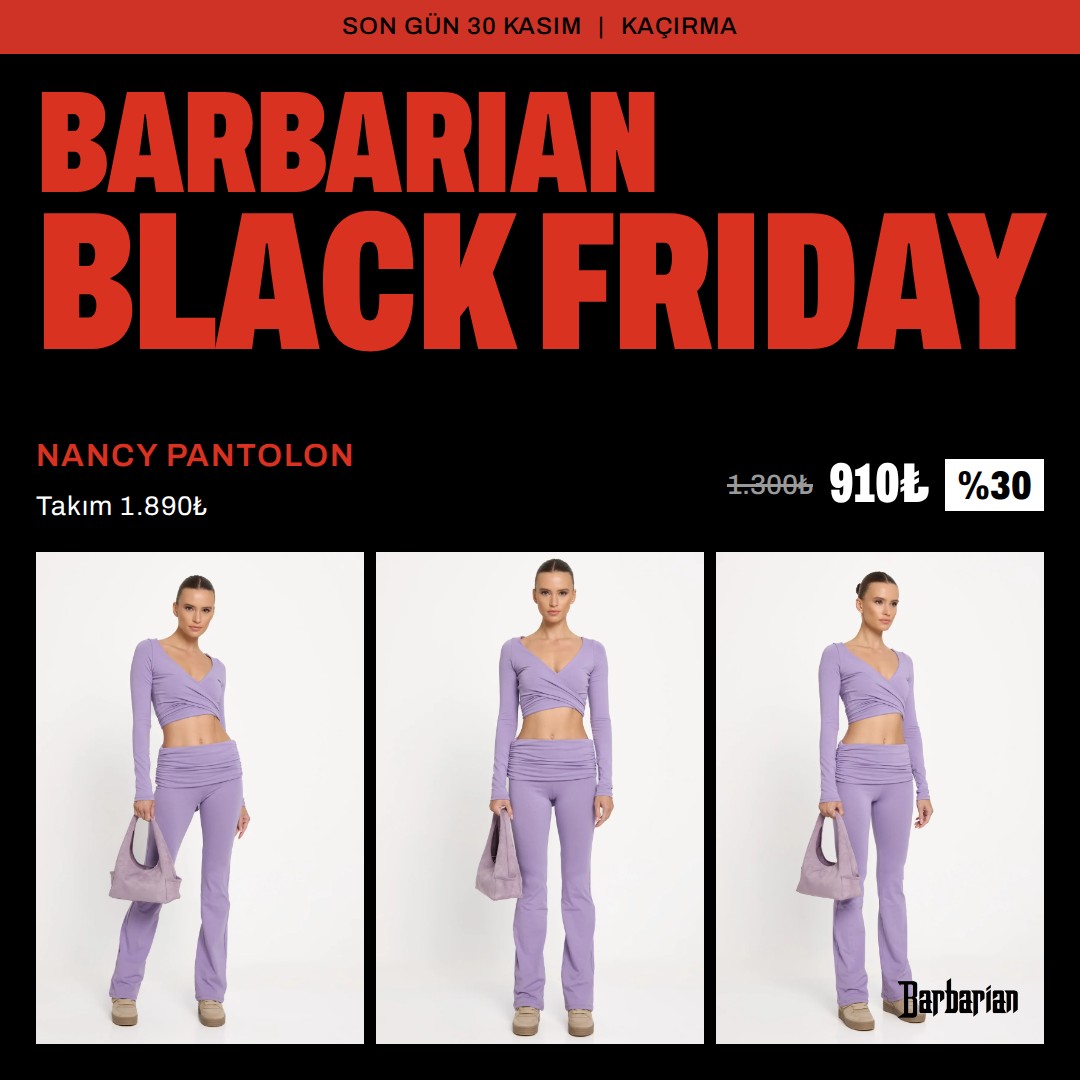 SON GÜN 30 KASIM | KAÇIRMA
BARBARIAN
BLACK FRIDAY
NANCY PANTOLON
Takım 1.890₺
1.300₺ 910₺ %30
Barbarian